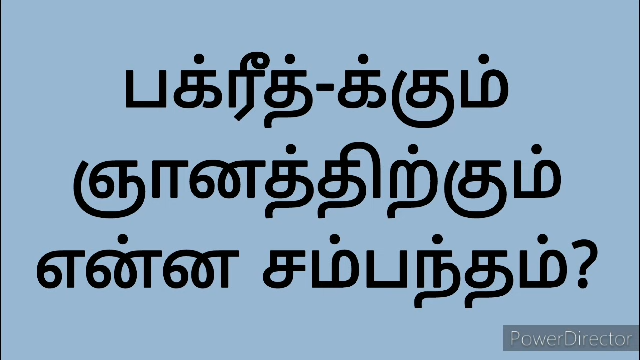 பக்ரீத்-க்கும்
ஞானத்திற்கும்
என்ன சம்பந்தம்?
PowerDirector